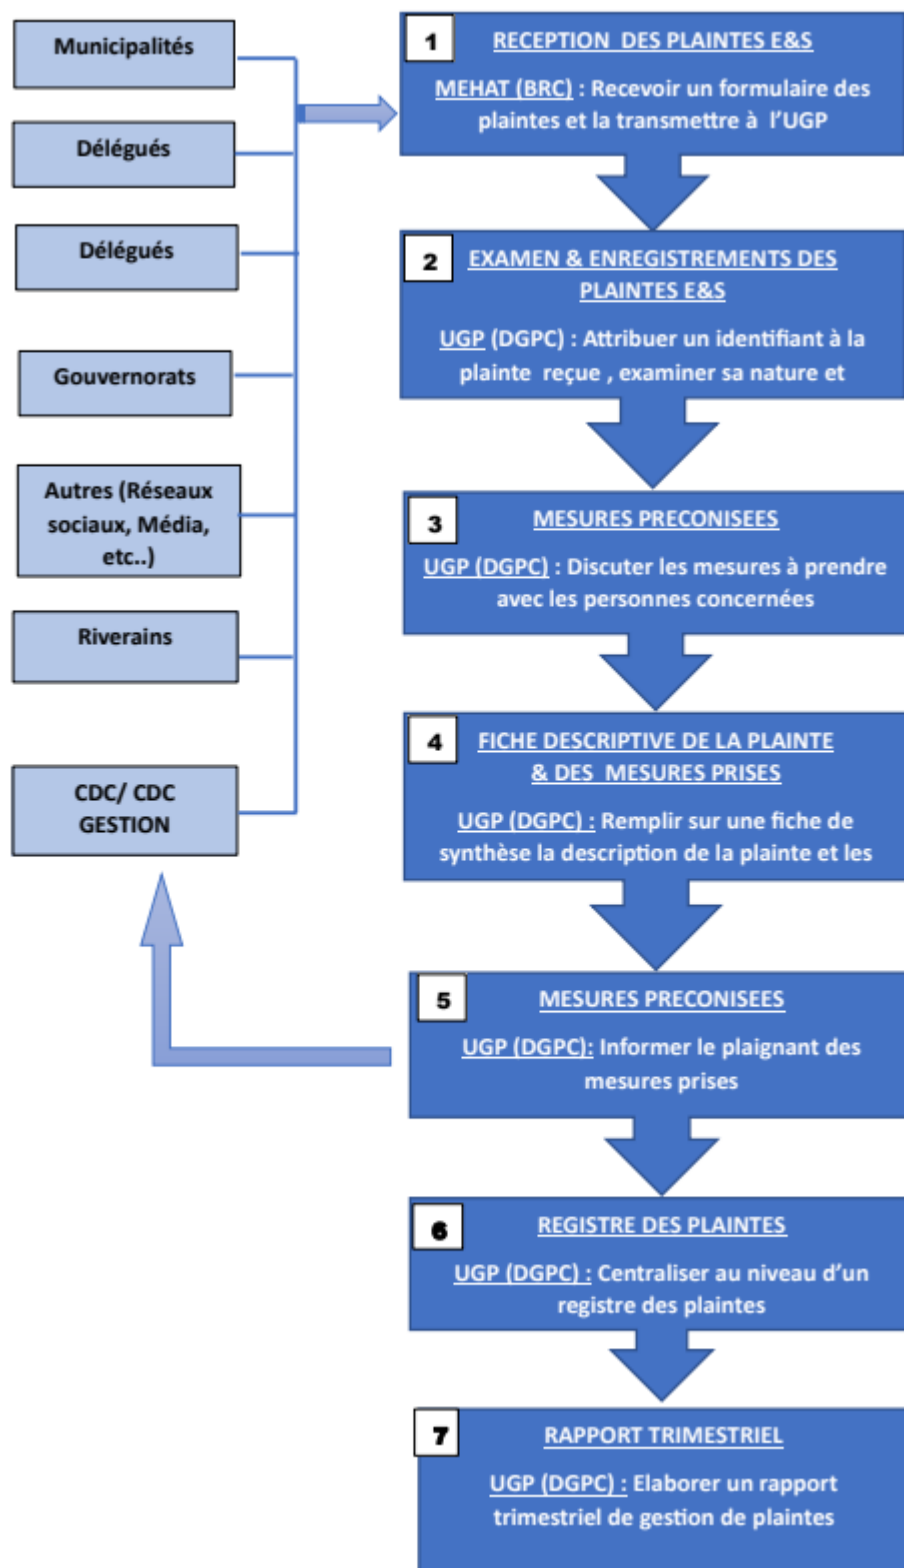 Municipalités
Délégués
Délégués
Gouvernorats
Autres (Réseaux
sociaux, Média,
etc..)
Riverains
CDC/ CDC
GESTION
1
RECEPTION DES PLAINTES E&S
MEHAT (BRC) : Recevoir un formulaire des
plaintes et la transmettre à l’UGP
2
EXAMEN & ENREGISTREMENTS DES
PLAINTES E&S
UGP (DGPC) : Attribuer un identifiant à la
plainte reçue , examiner sa nature et
3
MESURES PRECONISEES
UGP (DGPC) : Discuter les mesures à prendre
avec les personnes concernées
4
FICHE DESCRIPTIVE DE LA PLAINTE
& DES MESURES PRISES
UGP (DGPC) : Remplir sur une fiche de
synthèse la description de la plainte et les
5
MESURES PRECONISEES
UGP (DGPC): Informer le plaignant des
mesures prises
6
REGISTRE DES PLAINTES
UGP (DGPC) : Centraliser au niveau d’un
registre des plaintes
7
RAPPORT TRIMESTRIEL
UGP (DGPC) : Elaborer un rapport
trimestriel de gestion de plaintes